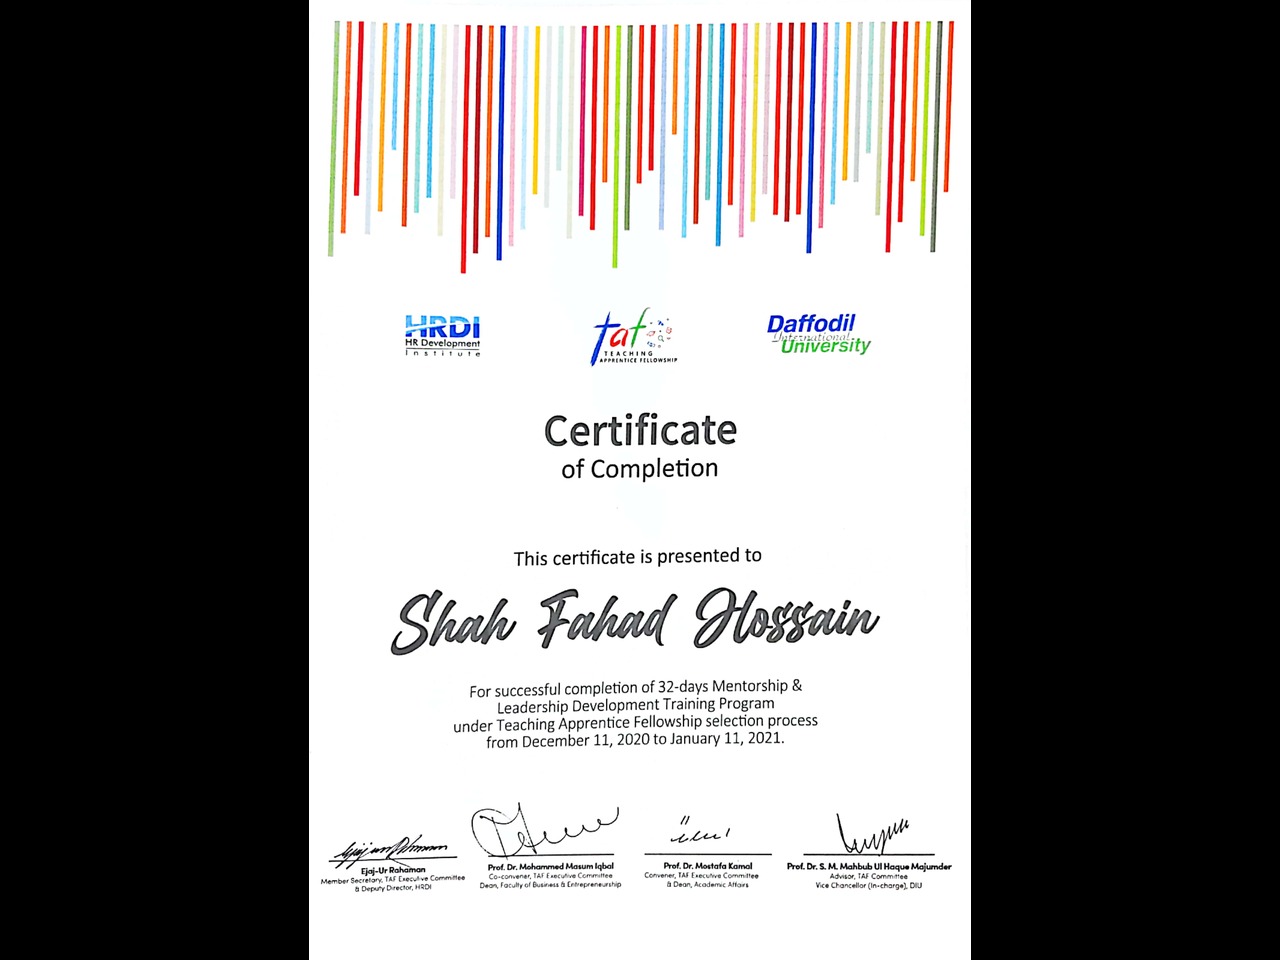 HRDI
HR Development
Institute
taf
TEACHING
APPRENTICE FELLOWSHIP
Daffodil
International
University
Certificate
of Completion
This certificate is presented to
Shah Fahad Hossain
For successful completion of 32-days Mentorship &
Leadership Development Training Program
under Teaching Apprentice Fellowship selection process
from December 11, 2020 to January 11, 2021.
Ejaj-Ur Rahaman
Member Secretary, TAF Executive Committee
& Deputy Director, HRDI
Prof. Dr. Mohammed Masum Iqbal
Co-convener, TAF Executive Committee
Dean, Faculty of Business & Entrepreneurship
Prof. Dr. Mostafa Kamal
Convener, TAF Executive Committee
& Dean, Academic Affairs
Prof. Dr. S. M. Mahbub Ul Haque Majumder
Advisor, TAF Committee
Vice Chancellor (In-charge), DIU